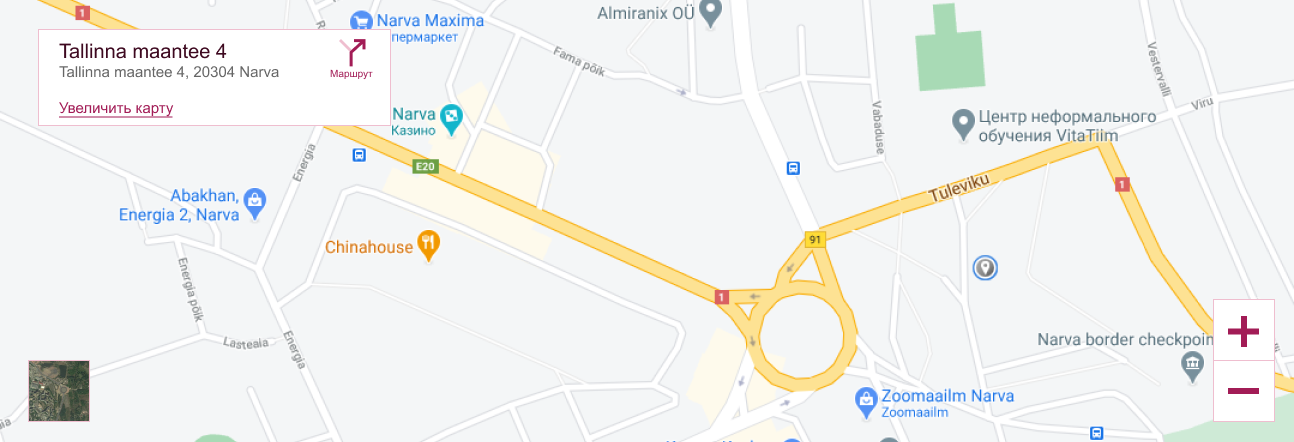 1
Narva Maxima
Almiranix OÜ
Tallinna maantee 4
Tallinna maantee 4, 20304 Narva
Маршрут
Увеличить карту
Fama põik
Vestervalli
Viru
Vabaduse
Narva
Казино
Центр неформального
обучения VitaTiim
E20
Energia
1
Tuleviku
Abakhan,
Energia 2, Narva
Chinahouse
91
Energia põik
1
Energia
Lasteaia
Narva border checkpoin
Zoomaailm Narva
Zoomaailm